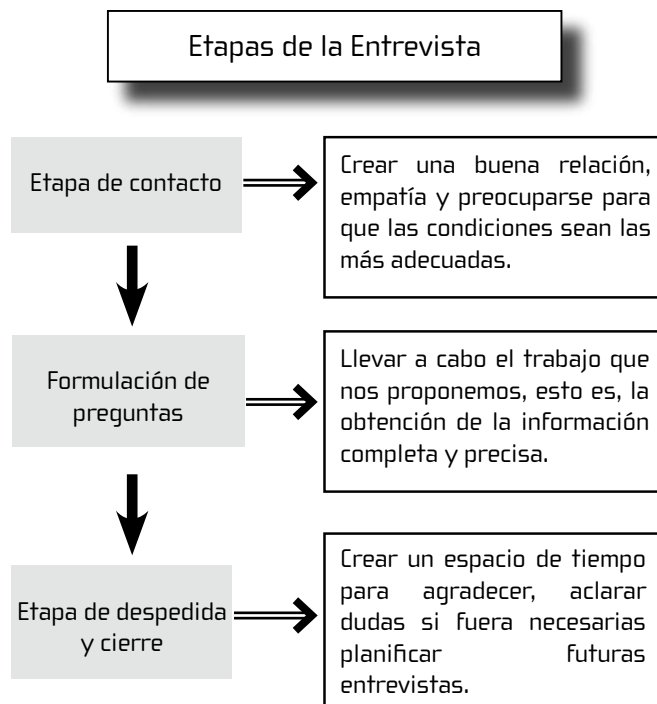 Etapas de la Entrevista
Etapa de contacto
Crear una buena relación,
empatía y preocuparse para
que las condiciones sean las
más adecuadas.
Formulación de
preguntas
Llevar a cabo el trabajo que
nos proponemos, esto es, la
obtención de la información
completa y precisa.
Etapa de despedida
y cierre
Crear un espacio de tiempo
para agradecer, aclarar
dudas si fuera necesarias
planificar futuras
entrevistas.